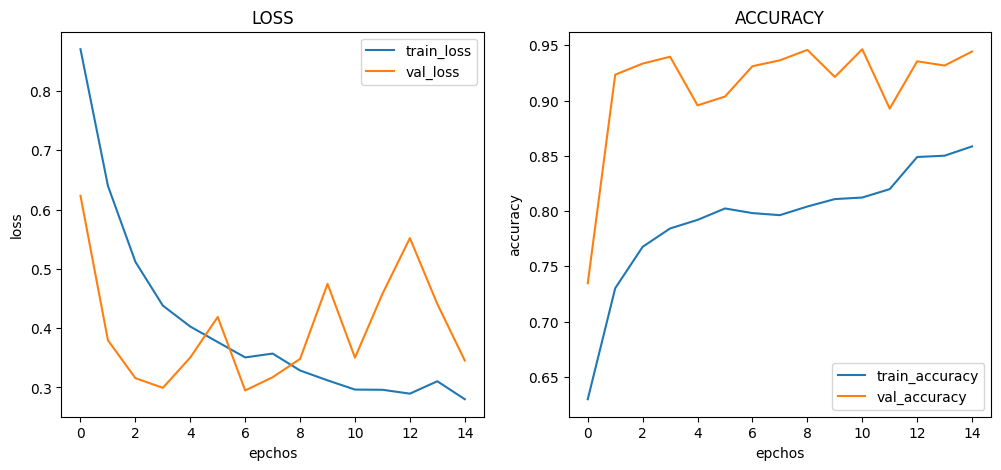 LOSS
train_loss
val_loss
0.8
0.7
0.6
0.5
0.4
0.3
loss
0 2 4 6 8 10 12 14
epchos
ACCURACY
0.95
0.90
0.85
0.80
0.75
0.70
0.65
accuracy
train_accuracy
val_accuracy
0 2 4 6 8 10 12 14
epchos